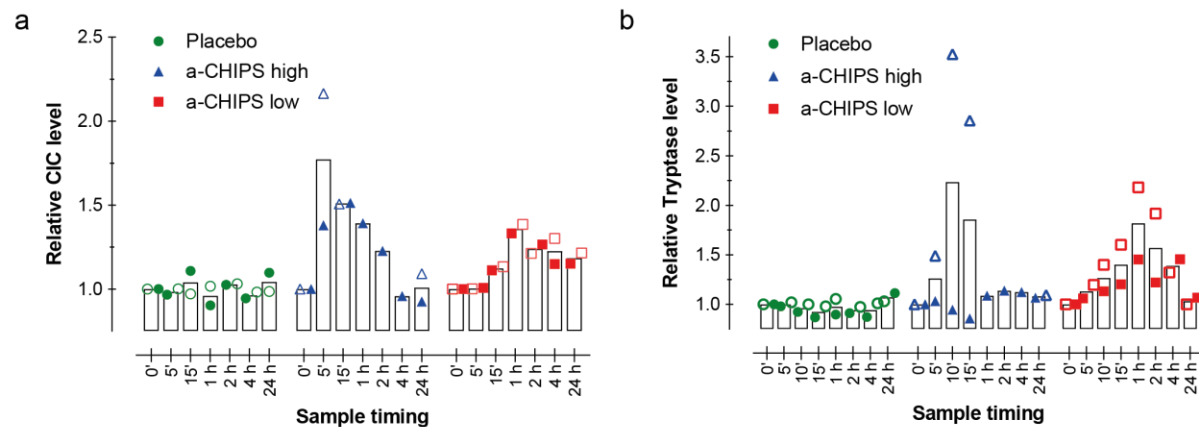 a
2.5
2.0
1.5
1.0
Relative CIC level
Placebo
a-CHIPS high
a-CHIPS low
0' 5' 15' 1 h 2 h 4 h 24 h 0' 5' 15' 1 h 2 h 4 h 24 h 0' 5' 15' 1 h 2 h 4 h 24 h
Sample timing
b
3.5
3.0
2.5
2.0
1.5
1.0
Relative Tryptase level
Placebo
a-CHIPS high
a-CHIPS low
0' 5' 10' 15' 1 h 2 h 4 h 24 h 0' 5' 10' 15' 1 h 2 h 4 h 24 h 0' 5' 10' 15' 1 h 2 h 4 h 24 h
Sample timing